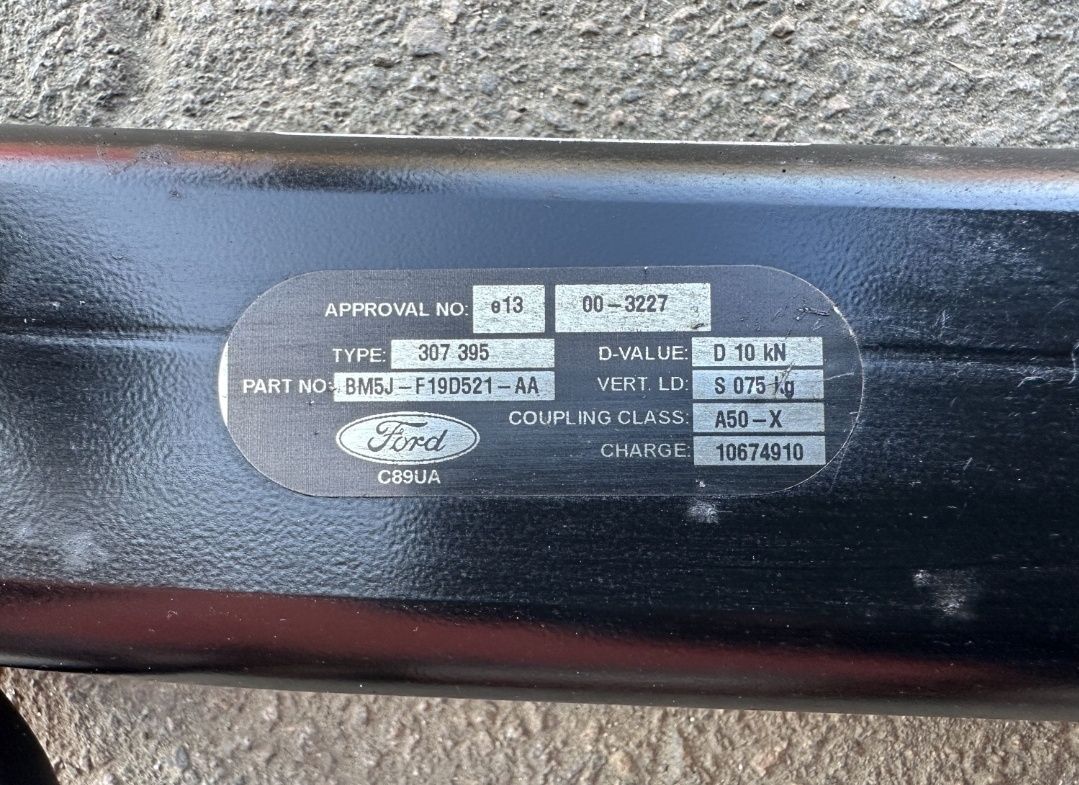 APPROVAL NO: e13 00-3227
TYPE: 307 395 D-VALUE: D 10 kN
PART NO: BM5J-F19D521-AA VERT. LD: S 075 kg
COUPLING CLASS: A50-X
Ford CHARGE: 10674910
C89UA